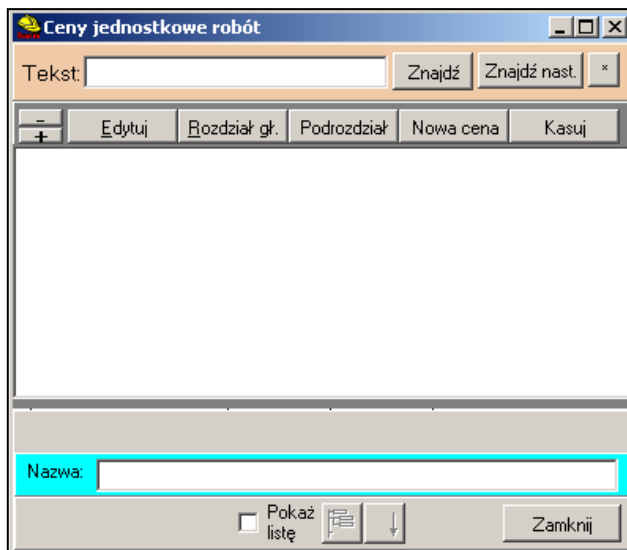 Ceny jednostkowe robót
Tekst: Znajdź Znajdź nast. *
- Edytuj Rozdział gł. Podrozdział Nowa cena Kasuj
+
Nazwa:
Pokaż
listę
Zamknij